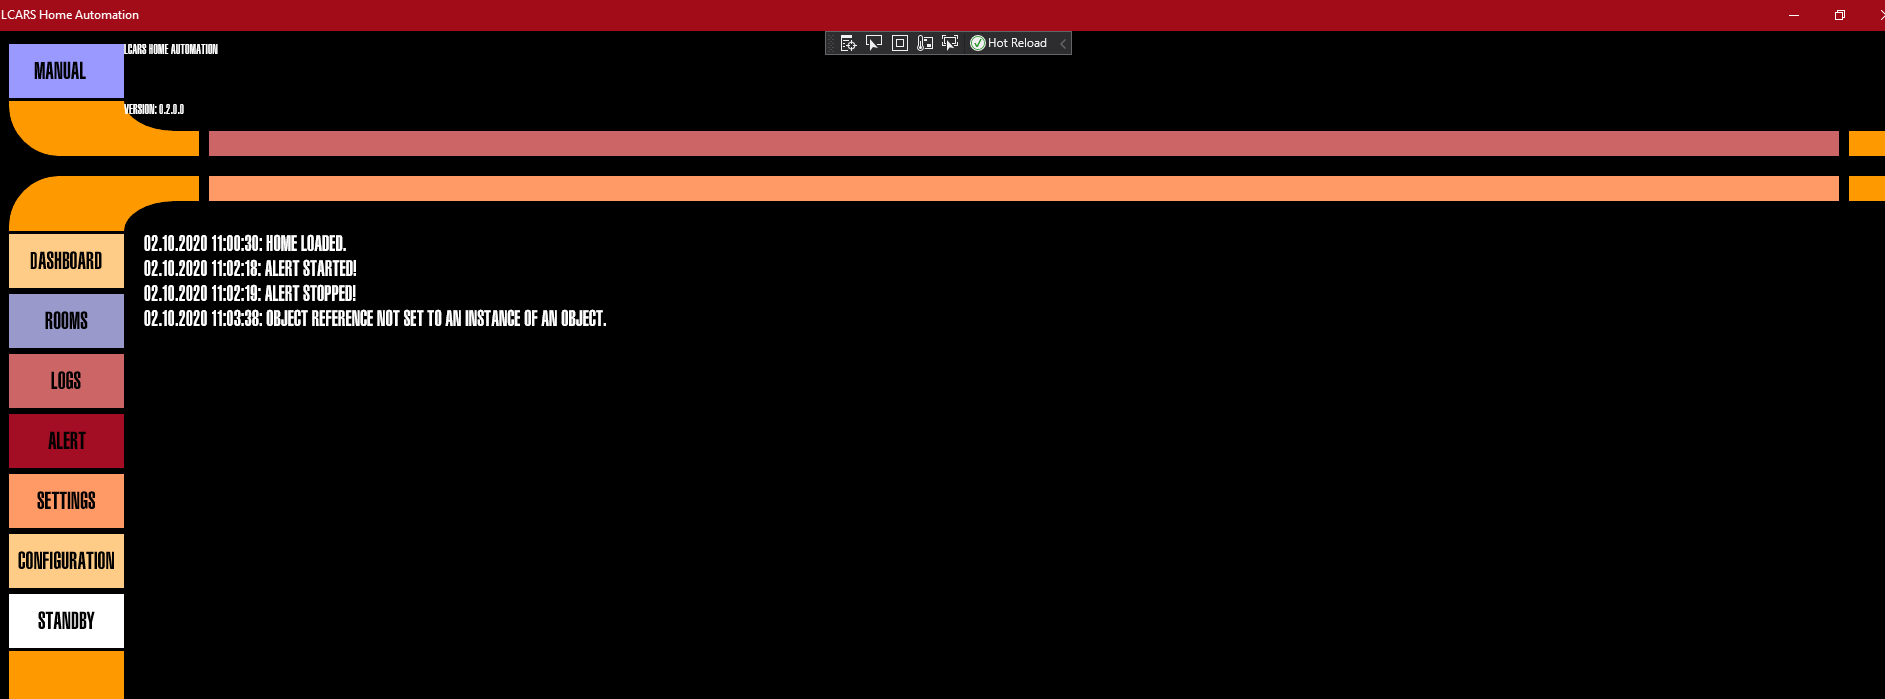 LCARS Home Automation
Hot Reload
MANUAL
LCARS HOME AUTOMATION
VERSION: 0.2.0.0
02.10.2020 11:00:30: HOME LOADED.
02.10.2020 11:02:18: ALERT STARTED!
02.10.2020 11:02:19: ALERT STOPPED!
02.10.2020 11:03:38: OBJECT REFERENCE NOT SET TO AN INSTANCE OF AN OBJECT.
DASHBOARD
ROOMS
LOGS
ALERT
SETTINGS
CONFIGURATION
STANDBY